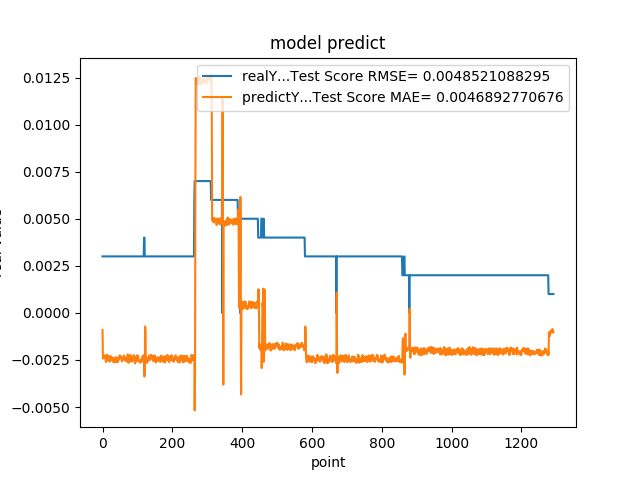 model predict
realY...Test Score RMSE= 0.0048521088295
predictY...Test Score MAE= 0.0046892770676
0.0125
0.0100
0.0075
0.0050
0.0025
0.0000
−0.0025
−0.0050
0 200 400 600 800 1000 1200
point